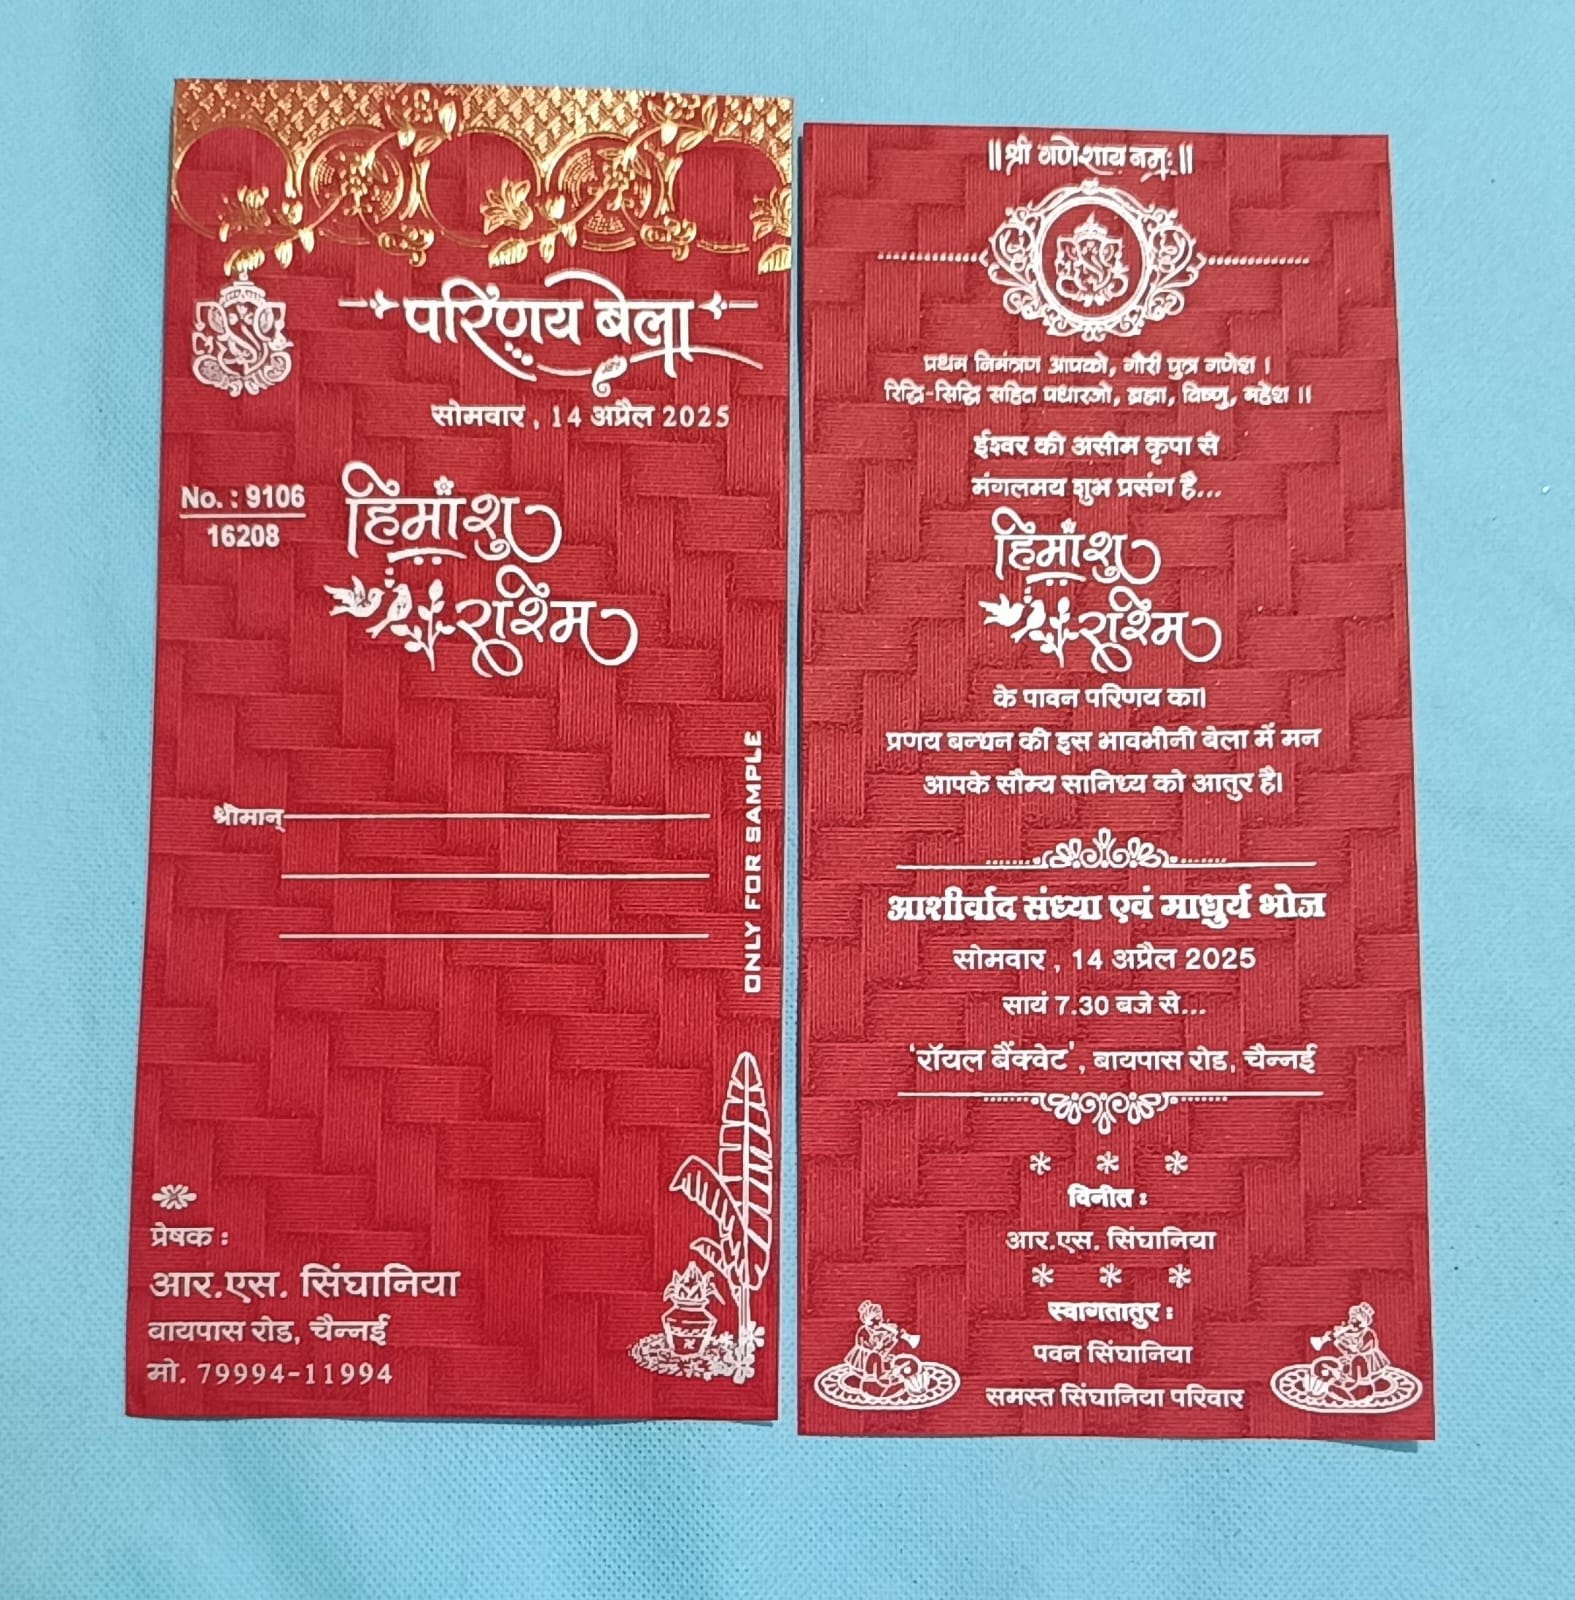 परिणय बेला
सोमवार , 14 अप्रैल 2025
No. : 9106
16208
हिमांशु
रश्मि
श्रीमान्
ONLY FOR SAMPLE
प्रेषक :
आर.एस. सिंघानिया
बायपास रोड, चैन्नई
मो. 79994-11994
||श्री गणेशाय नमः||
प्रथम निमंत्रण आपको, गौरी पुत्र गणेश ।
रिद्धि-सिद्धि सहित पधारजो, ब्रह्मा, विष्णु, महेश ।।
ईश्वर की असीम कृपा से
मंगलमय शुभ प्रसंग है...
हिमांशु
रश्मि
के पावन परिणय का।
प्रणय बन्धन की इस भावभीनी बेला में मन
आपके सौम्य सानिध्य को आतुर है।
आशीर्वाद संध्या एवं माधुर्य भोज
सोमवार , 14 अप्रैल 2025
सायं 7.30 बजे से...
'रॉयल बैंक्वेट', बायपास रोड, चैन्नई
* * *
विनीत :
आर.एस. सिंघानिया
* * *
स्वागतातुर :
पवन सिंघानिया
समस्त सिंघानिया परिवार